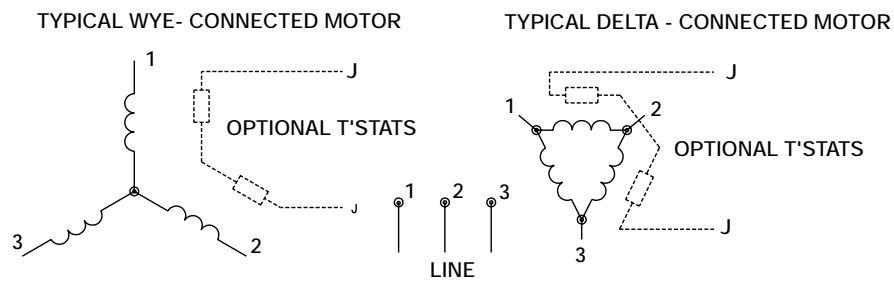 TYPICAL WYE- CONNECTED MOTOR
TYPICAL DELTA - CONNECTED MOTOR
1
J
OPTIONAL T'STATS
J
3
2
1
2
3
LINE
J
1
2
OPTIONAL T'STATS
J
3